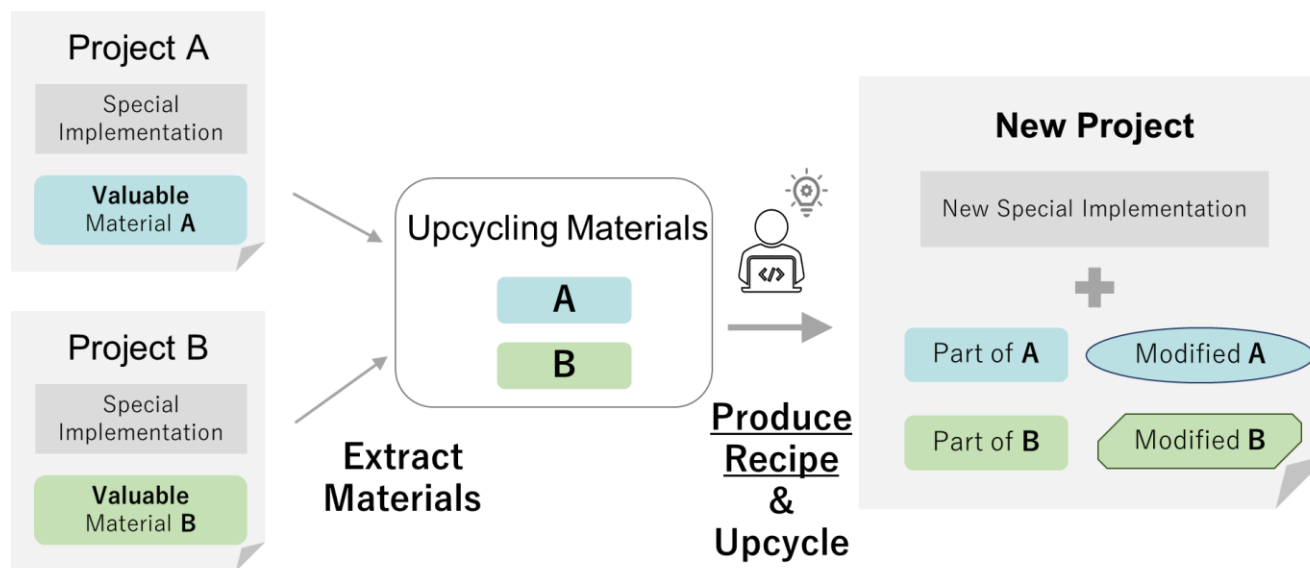 Project A
Special
Implementation
Valuable
Material A
Project B
Special
Implementation
Valuable
Material B
Extract
Materials
Upcycling Materials
A
B
</>
Produce
Recipe
&
Upcycle
New Project
New Special Implementation
Part of A
Modified A
Part of B
Modified B